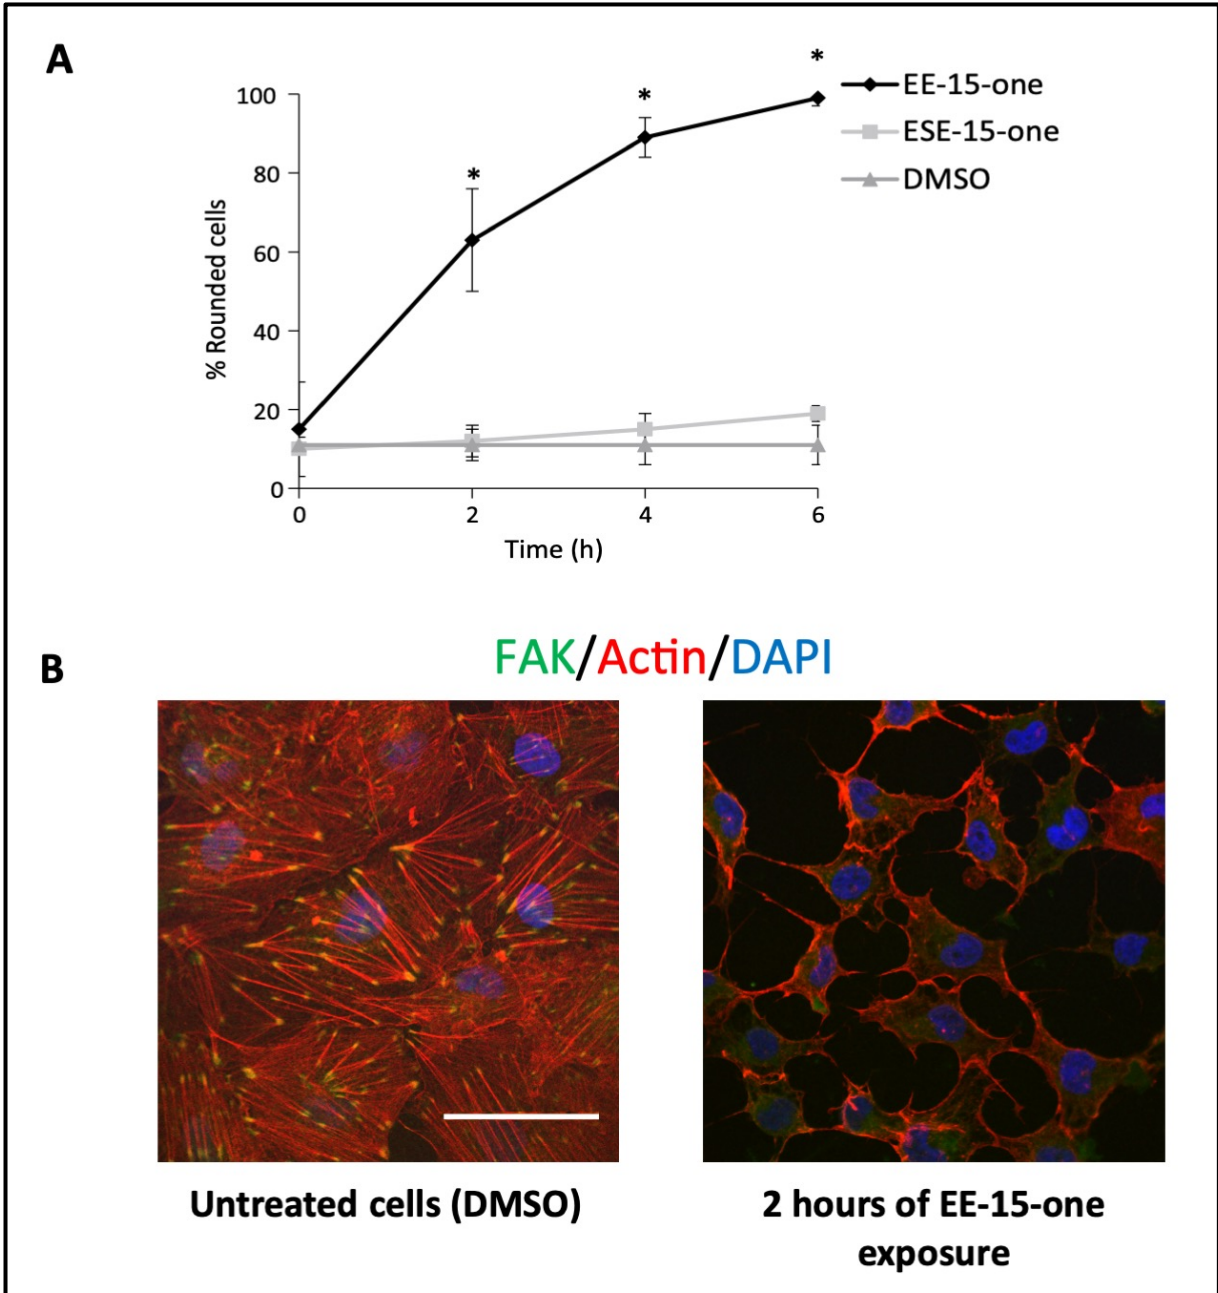 A
*
*
*
EE-15-one
ESE-15-one
DMSO
100
80
60
40
20
0
% Rounded cells
0 2 4 6
Time (h)
B
FAK/Actin/DAPI
Untreated cells (DMSO)
2 hours of EE-15-one
exposure